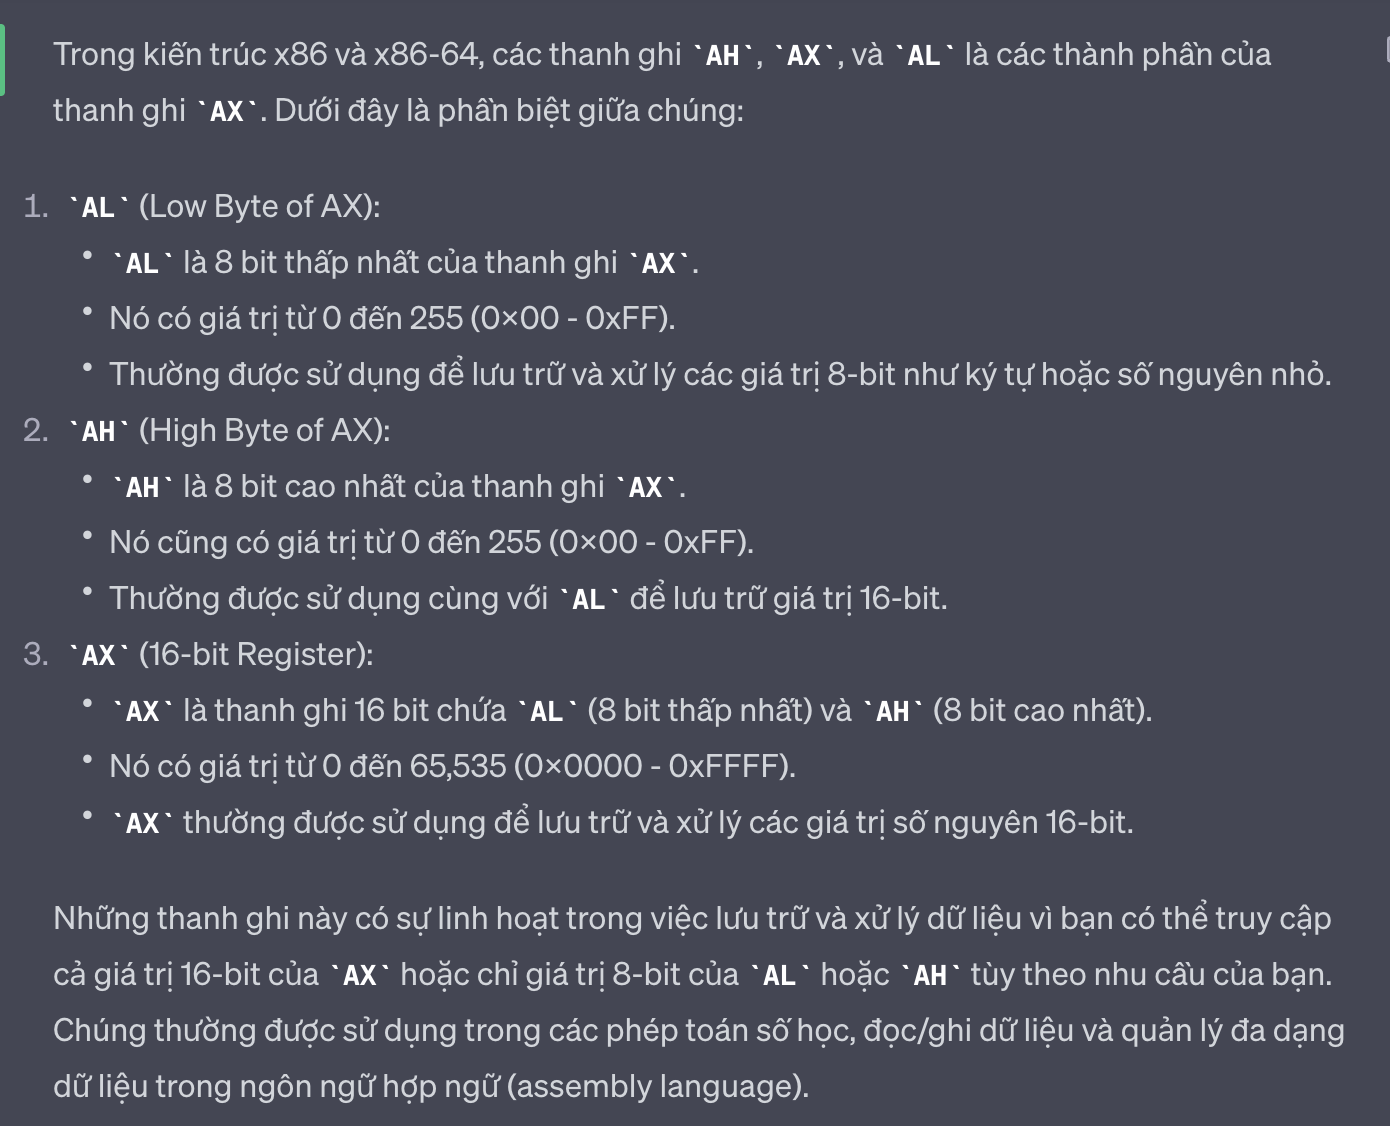 Trong kiến trúc x86 và x86-64, các thanh ghi `AH`, `AX`, và `AL` là các thành phần của
thanh ghi `AX`. Dưới đây là phân biệt giữa chúng:
1. `AL` (Low Byte of AX):
• `AL` là 8 bit thấp nhất của thanh ghi `AX`.
• Nó có giá trị từ 0 đến 255 (0x00 - 0xFF).
• Thường được sử dụng để lưu trữ và xử lý các giá trị 8-bit như ký tự hoặc số nguyên nhỏ.
2. `AH` (High Byte of AX):
• `AH` là 8 bit cao nhất của thanh ghi `AX`.
• Nó cũng có giá trị từ 0 đến 255 (0x00 - 0xFF).
• Thường được sử dụng cùng với `AL` để lưu trữ giá trị 16-bit.
3. `AX` (16-bit Register):
• `AX` là thanh ghi 16 bit chứa `AL` (8 bit thấp nhất) và `AH` (8 bit cao nhất).
• Nó có giá trị từ 0 đến 65,535 (0x0000 - 0xFFFF).
• `AX` thường được sử dụng để lưu trữ và xử lý các giá trị số nguyên 16-bit.
Những thanh ghi này có sự linh hoạt trong việc lưu trữ và xử lý dữ liệu vì bạn có thể truy cập
cả giá trị 16-bit của `AX` hoặc chỉ giá trị 8-bit của `AL` hoặc `AH` tùy theo nhu cầu của bạn.
Chúng thường được sử dụng trong các phép toán số học, đọc/ghi dữ liệu và quản lý đa dạng
dữ liệu trong ngôn ngữ hợp ngữ (assembly language).